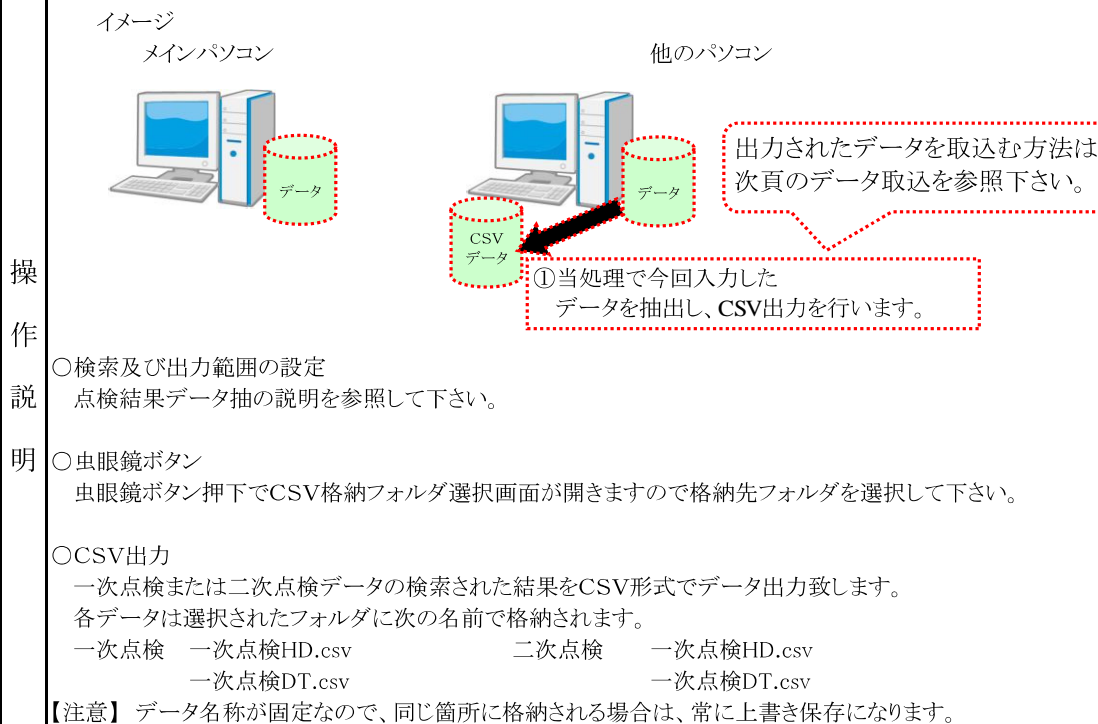 イメージ
メインパソコン
他のパソコン
データ
データ
出力されたデータを取込む方法は
次頁のデータ取込を参照下さい。
CSV
データ
①当処理で今回入力した
データを抽出し、CSV出力を行います。
操
作
説
明
○検索及び出力範囲の設定
点検結果データ抽の説明を参照して下さい。
○虫眼鏡ボタン
虫眼鏡ボタン押下でCSV格納フォルダ選択画面が開きますので格納先フォルダを選択して下さい。
○CSV出力
一次点検または二次点検データの検索された結果をCSV形式でデータ出力致します。
各データは選択されたフォルダに次の名前で格納されます。
一次点検 一次点検HD.csv 二次点検 一次点検HD.csv
一次点検DT.csv 一次点検DT.csv
【注意】 データ名称が固定なので、同じ箇所に格納される場合は、常に上書き保存になります。